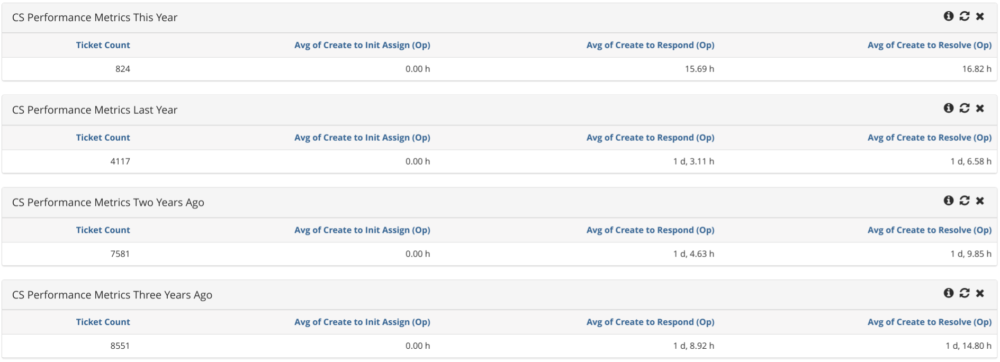 CS Performance Metrics This Year
Ticket Count Avg of Create to Init Assign (Op) Avg of Create to Respond (Op) Avg of Create to Resolve (Op)
824 0.00 h 15.69 h 16.82 h
CS Performance Metrics Last Year
Ticket Count Avg of Create to Init Assign (Op) Avg of Create to Respond (Op) Avg of Create to Resolve (Op)
4117 0.00 h 1 d, 3.11 h 1 d, 6.58 h
CS Performance Metrics Two Years Ago
Ticket Count Avg of Create to Init Assign (Op) Avg of Create to Respond (Op) Avg of Create to Resolve (Op)
7581 0.00 h 1 d, 4.63 h 1 d, 9.85 h
CS Performance Metrics Three Years Ago
Ticket Count Avg of Create to Init Assign (Op) Avg of Create to Respond (Op) Avg of Create to Resolve (Op)
8551 0.00 h 1 d, 8.92 h 1 d, 14.80 h